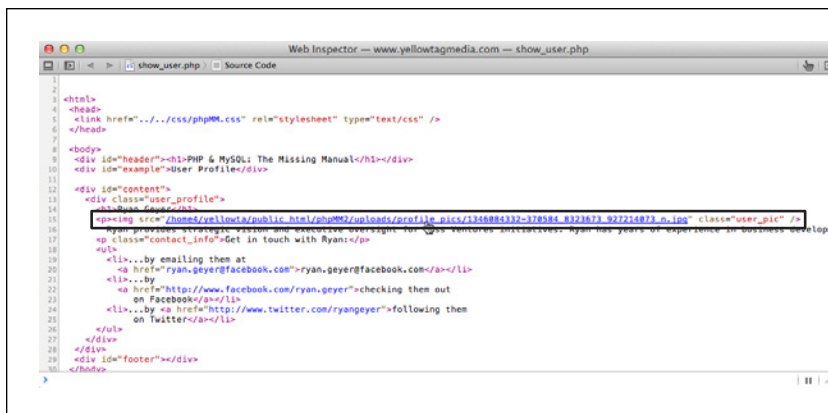 Web Inspector — www.yellowtagmedia.com — show_user.php
show_user.php Source Code
1
2
3 <html>
4 <head>
5 <link href="../../css/phpMM.css" rel="stylesheet" type="text/css" />
6 </head>
7
8 <body>
9 <div id="header"><h1>PHP & MySQL: The Missing Manual</h1></div>
10 <div id="example">User Profile</div>
11
12 <div id="content">
13 <div class="user_profile">
14 <h1>Ryan Geyer</h1>
15 <p><img src="/home4/yellowta/public_html/phpMM2/uploads/profile_pics/1346084332-370584_8323673_927214073_n.jpg" class="user_pic" />
16 Ryan provides strategic vision and executive oversight for ventures initiatives. Ryan has years of experience in business develop
17 <p class="contact_info">Get in touch with Ryan:</p>
18 <ul>
19 <li>...by emailing them at
20 <a href="ryan.geyer@facebook.com">ryan.geyer@facebook.com</a></li>
21 <li>...by
22 <a href="http://www.facebook.com/ryan.geyer">checking them out
23 on Facebook</a></li>
24 <li>...by <a href="http://www.twitter.com/ryangeyer">following them
25 on Twitter</a></li>
26 </ul>
27 </div>
28 </div>
29 <div id="footer"></div>
30 </body>